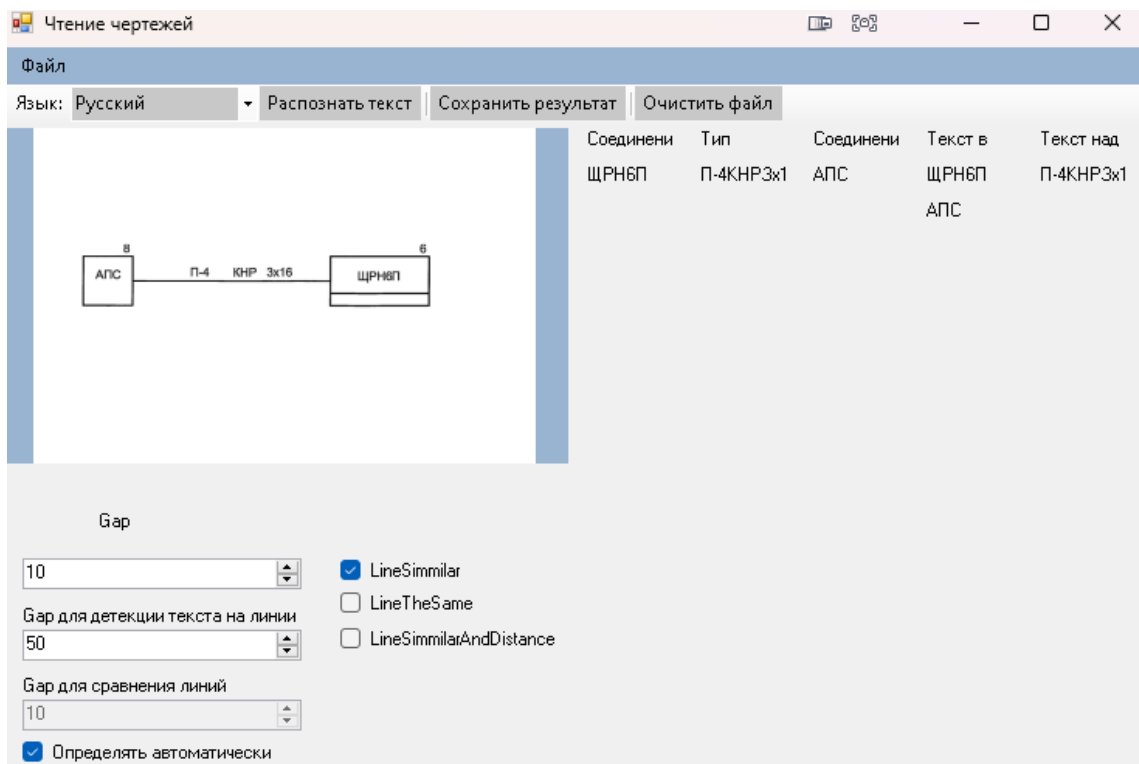 Чтение чертежей
Файл
Язык: Русский Распознать текст Сохранить результат Очистить файл
Соединени Тип Соединени Текст в Текст над
ЩРН6П П-4КНР3х1 АПС ЩРН6П П-4КНР3х1
АПС
8 6
АПС П-4 КНР 3х16 ЩРН6П
Gap
10
LineSimmilar
Gap для детекции текста на линии
LineTheSame
50
LineSimmilarAndDistance
Gap для сравнения линий
10
Определять автоматически